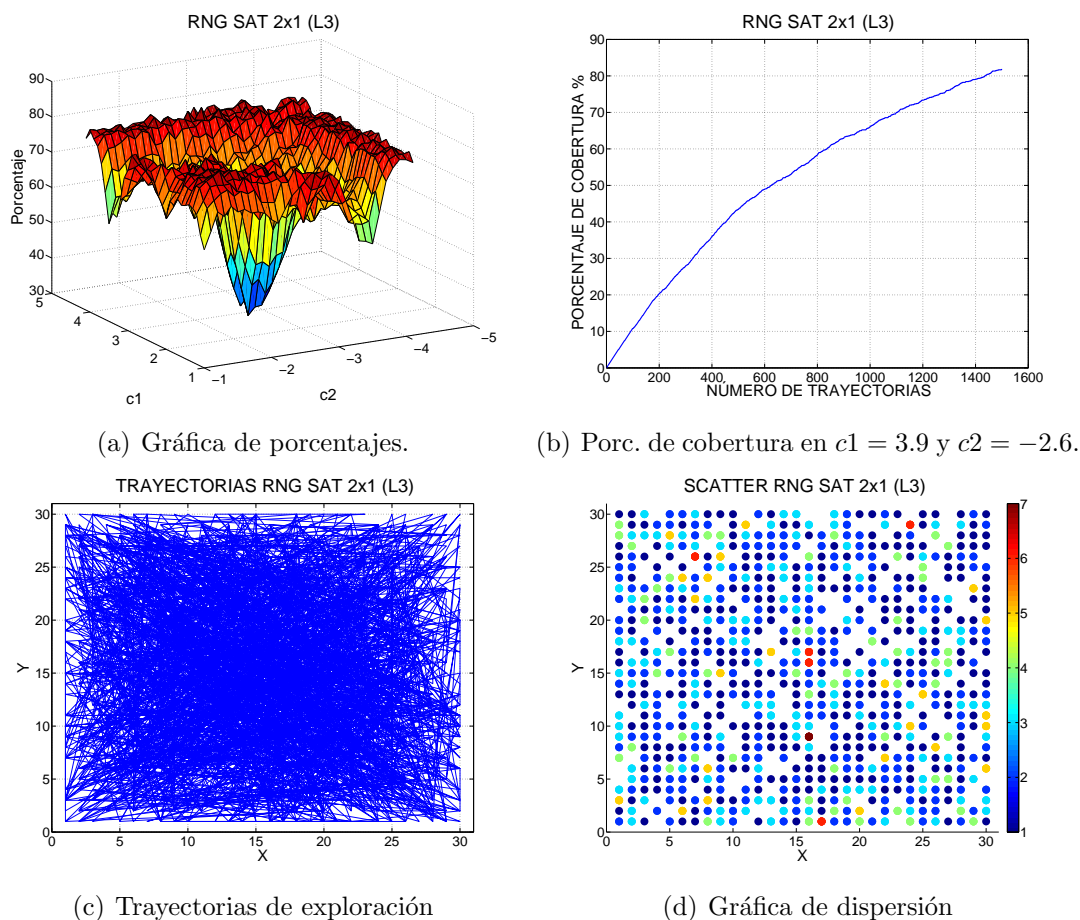 RNG SAT 2x1 (L3)
90
80
70
60
50
40
30
Porcentaje
5
4
3
2
1
c1
−1
−2
−3
−4
−5
c2
(a) Gráfica de porcentajes.
RNG SAT 2x1 (L3)
90
80
70
60
50
40
30
20
10
0
PORCENTAJE DE COBERTURA %
0 200 400 600 800 1000 1200 1400 1600
NÚMERO DE TRAYECTORIAS
(b) Porc. de cobertura en c1 = 3.9 y c2 = −2.6.
TRAYECTORIAS RNG SAT 2x1 (L3)
30
25
20
15
10
5
0
Y
0 5 10 15 20 25 30
X
(c) Trayectorias de exploración
SCATTER RNG SAT 2x1 (L3)
30
25
20
15
10
5
0
Y
0 5 10 15 20 25 30
X
7
6
5
4
3
2
1
(d) Gráfica de dispersión